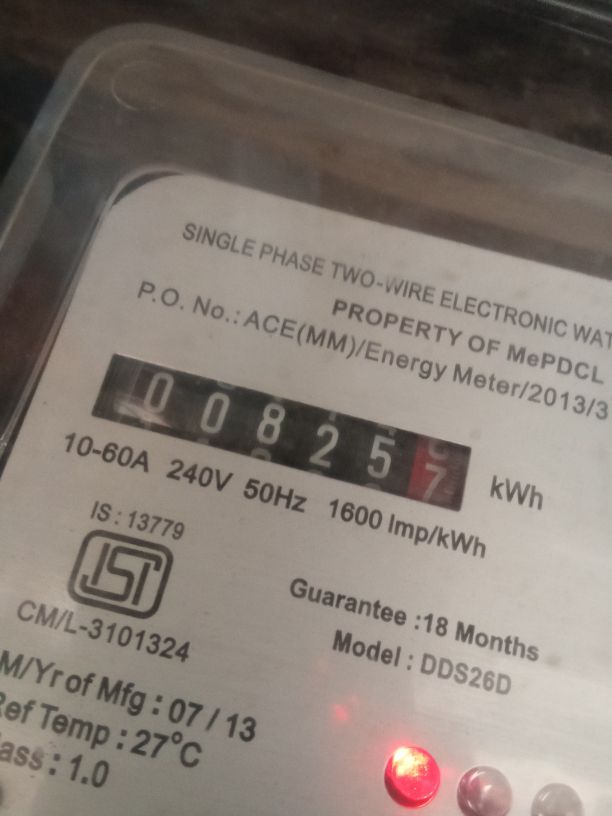 SINGLE PHASE TWO-WIRE ELECTRONIC WAT
PROPERTY OF MePDCL
P.O. No.: ACE(MM)/Energy Meter/2013/3
008257 kWh
10-60A 240V 50Hz 1600 Imp/kWh
IS : 13779
ISI
CM/L-3101324
Guarantee :18 Months
Model : DDS26D
M/Yr of Mfg : 07 / 13
Ref Temp : 27°C
lass : 1.0